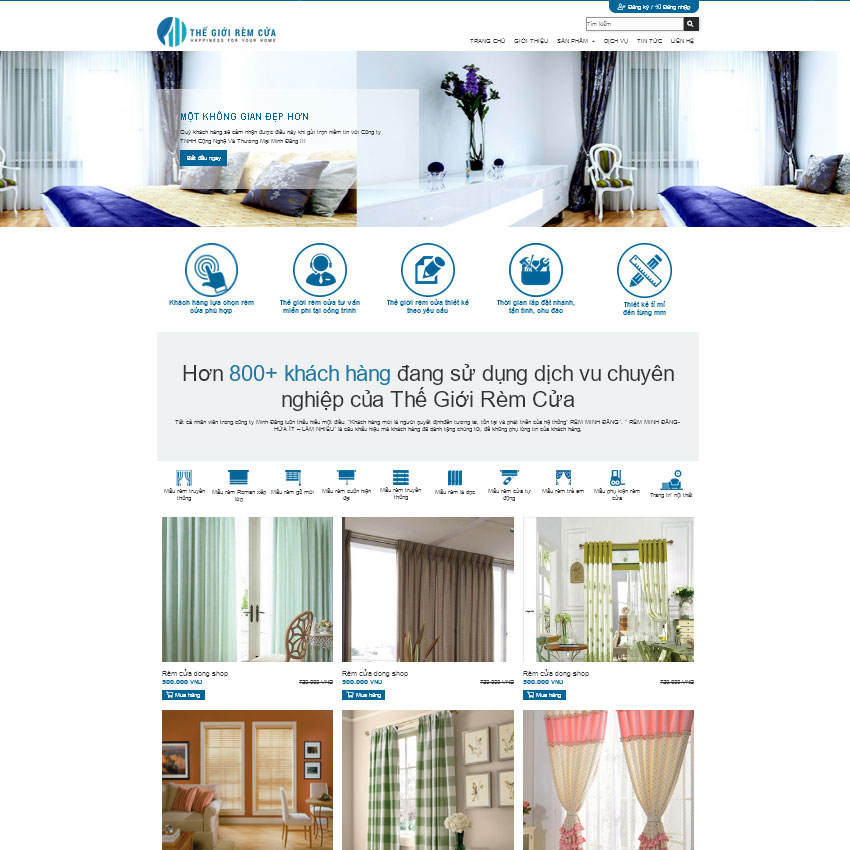 Đăng ký / Đăng nhập
THẾ GIỚI RÈM CỬA
HAPPINESS FOR YOUR HOME
Tìm kiếm
TRANG CHỦ GIỚI THIỆU SẢN PHẨM DỊCH VỤ TIN TỨC LIÊN HỆ
MỘT KHÔNG GIAN ĐẸP HƠN
Quý khách hàng sẽ cảm nhận được điều này khi gửi trọn niềm tin với Công ty
TNHH Công Nghệ Và Thương Mại Minh Đăng !!!
Bắt đầu ngay
Khách hàng lựa chọn rèm
cửa phù hợp
Thế giới rèm cửa tư vấn
miễn phí tại công trình
Thế giới rèm cửa thiết kế
theo yêu cầu
Thời gian lắp đặt nhanh,
tận tình, chu đáo
Thiết kế tỉ mỉ
đến từng mm
Hơn 800+ khách hàng đang sử dụng dịch vu chuyên
nghiệp của Thế Giới Rèm Cửa
Tất cả nhân viên trong công ty Minh Đăng luôn thấu hiểu một điều: "Khách hàng mới là người quyết địnhđến tương lai, tồn tại và phát triển của hệ thống" RÈM MINH ĐĂNG". " RÈM MINH ĐĂNG-
HỨA ÍT – LÀM NHIỀU" là câu khẩu hiệu mà khách hàng đã dành tặng chúng tôi, để không phụ lòng tin của khách hàng.
Mẫu rèm truyền
thống
Mẫu rèm Roman xếp
lớp
Mẫu rèm gỗ mới
Mẫu rèm cuốn hiện
đại
Mẫu rèm truyền
thống
Mẫu rèm lá dọc
Mẫu rèm cửa tự
động
Mẫu rèm trẻ em
Mẫu phụ kiện rèm
cửa
Trang trí nội thất
Rèm cửa dong shop
500.000 VND 720.000 VND
Mua hàng
Rèm cửa dong shop
500.000 VND 720.000 VND
Mua hàng
Rèm cửa dong shop
500.000 VND 720.000 VND
Mua hàng